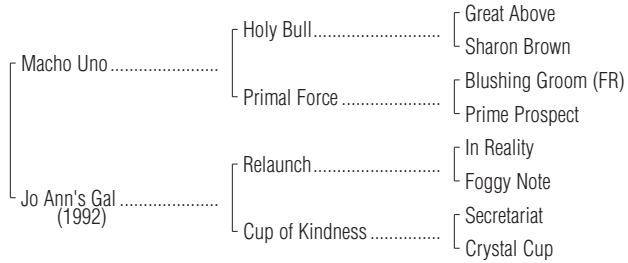 Great Above
Holy Bull
Sharon Brown
Macho Uno
Blushing Groom (FR)
Primal Force
Prime Prospect
In Reality
Relaunch
Foggy Note
Jo Ann's Gal
(1992)
Secretariat
Cup of Kindness
Crystal Cup